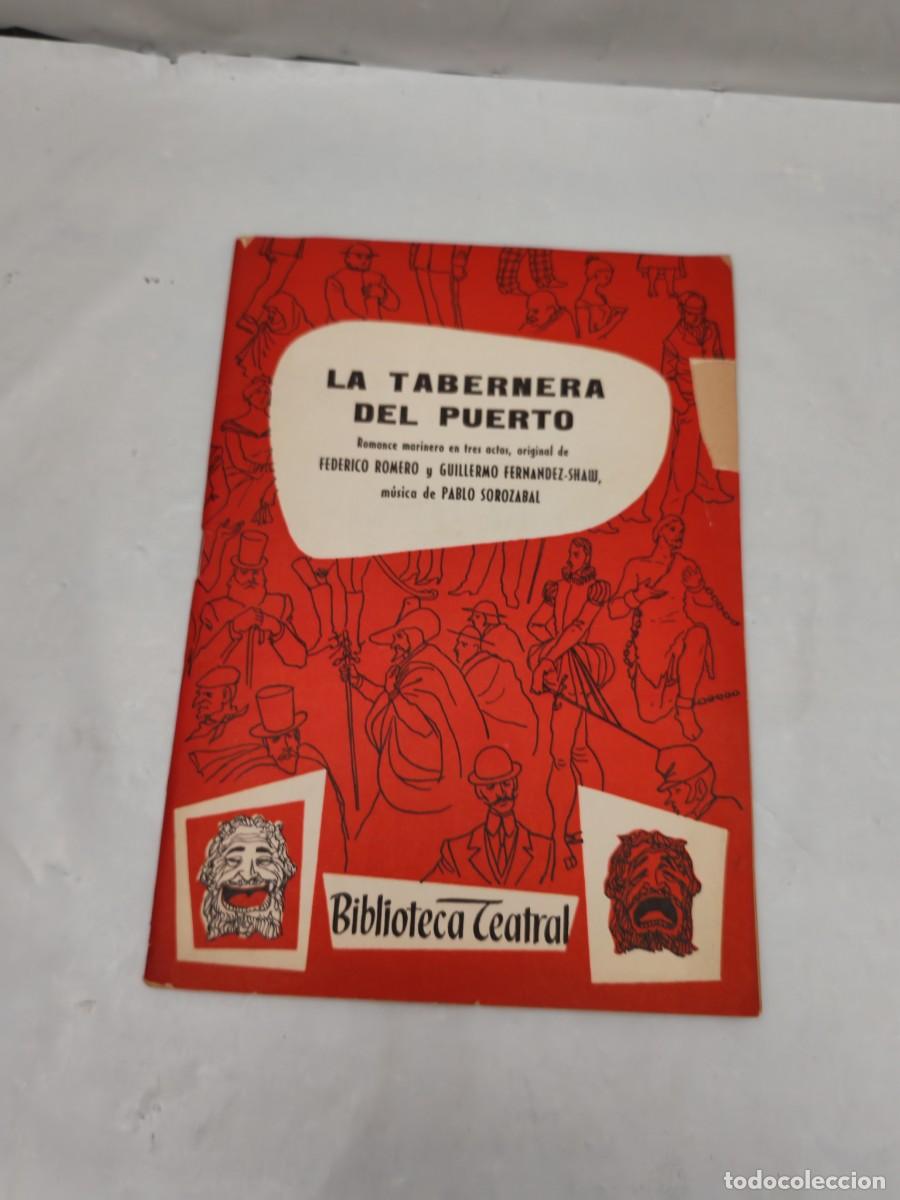 LA TABERNERA
DEL PUERTO
Romance marinero en tres actos, original de
FEDERICO ROMERO y GUILLERMO FERNANDEZ-SHAW,
música de PABLO SOROZABAL
Biblioteca Teatral
todocoleccion